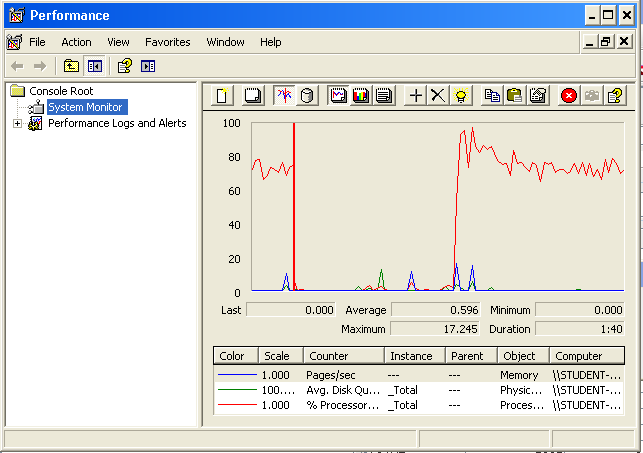 Performance
File Action View Favorites Window Help
Console Root
System Monitor
Performance Logs and Alerts
100
80
60
40
20
0
Last 0.000 Average 0.596 Minimum 0.000
Maximum 17.245 Duration 1:40
Color Scale Counter Instance Parent Object Computer
1.000 Pages/sec --- --- Memory \\STUDENT-...
100.... Avg. Disk Qu... _Total --- Physic... \\STUDENT-...
1.000 % Processor... _Total --- Proces... \\STUDENT-...